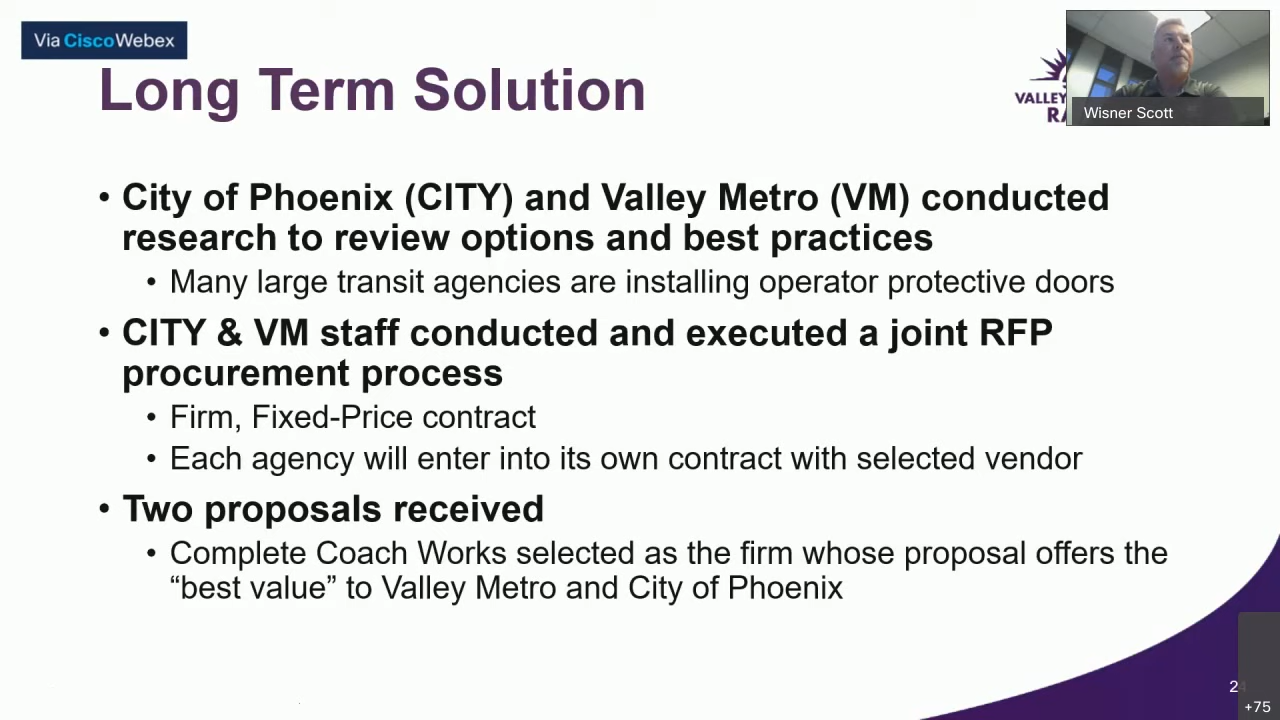 Via CiscoWebex
Long Term Solution
VALLEY
Wisner Scott
• City of Phoenix (CITY) and Valley Metro (VM) conducted
research to review options and best practices
• Many large transit agencies are installing operator protective doors
• CITY & VM staff conducted and executed a joint RFP
procurement process
• Firm, Fixed-Price contract
• Each agency will enter into its own contract with selected vendor
• Two proposals received
• Complete Coach Works selected as the firm whose proposal offers the
“best value” to Valley Metro and City of Phoenix
+75